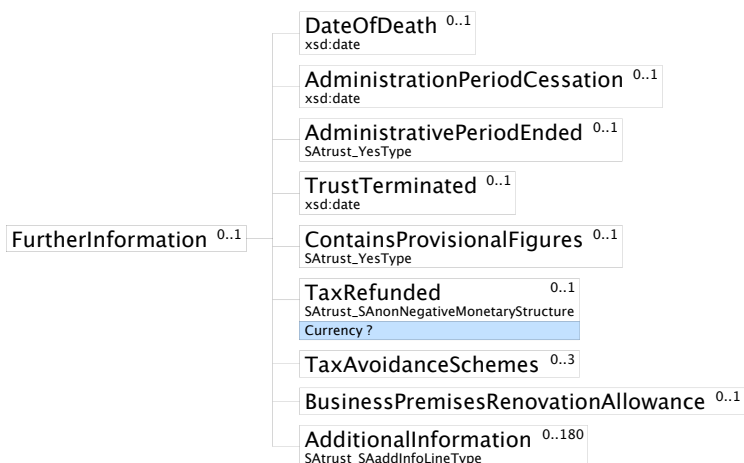 DateOfDeath 0..1
xsd:date
AdministrationPeriodCessation 0..1
xsd:date
AdministrativePeriodEnded 0..1
SAtrust_YesType
TrustTerminated 0..1
xsd:date
FurtherInformation 0..1
ContainsProvisionalFigures 0..1
SAtrust_YesType
TaxRefunded 0..1
SAtrust_SAnonNegativeMonetaryStructure
Currency ?
TaxAvoidanceSchemes 0..3
BusinessPremisesRenovationAllowance 0..1
AdditionalInformation 0..180
SAtrust_SAaddInfoLineType